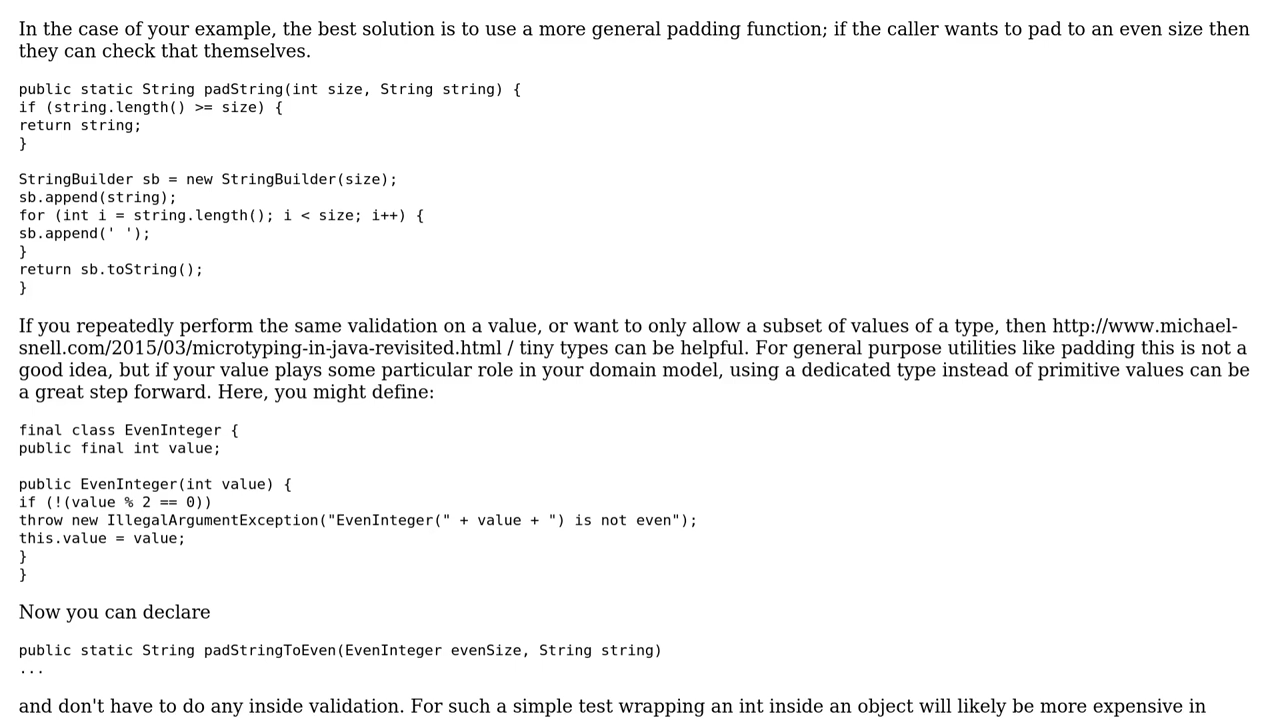 In the case of your example, the best solution is to use a more general padding function; if the caller wants to pad to an even size then
they can check that themselves.
public static String padString(int size, String string) {
if (string.length() >= size) {
return string;
}
StringBuilder sb = new StringBuilder(size);
sb.append(string);
for (int i = string.length(); i < size; i++) {
sb.append(' ');
}
return sb.toString();
}
If you repeatedly perform the same validation on a value, or want to only allow a subset of values of a type, then http://www.michael-
snell.com/2015/03/microtyping-in-java-revisited.html / tiny types can be helpful. For general purpose utilities like padding this is not a
good idea, but if your value plays some particular role in your domain model, using a dedicated type instead of primitive values can be
a great step forward. Here, you might define:
final class EvenInteger {
public final int value;
public EvenInteger(int value) {
if (!(value % 2 == 0))
throw new IllegalArgumentException("EvenInteger(" + value + ") is not even");
this.value = value;
}
}
Now you can declare
public static String padStringToEven(EvenInteger evenSize, String string)
...
and don't have to do any inside validation. For such a simple test wrapping an int inside an object will likely be more expensive in